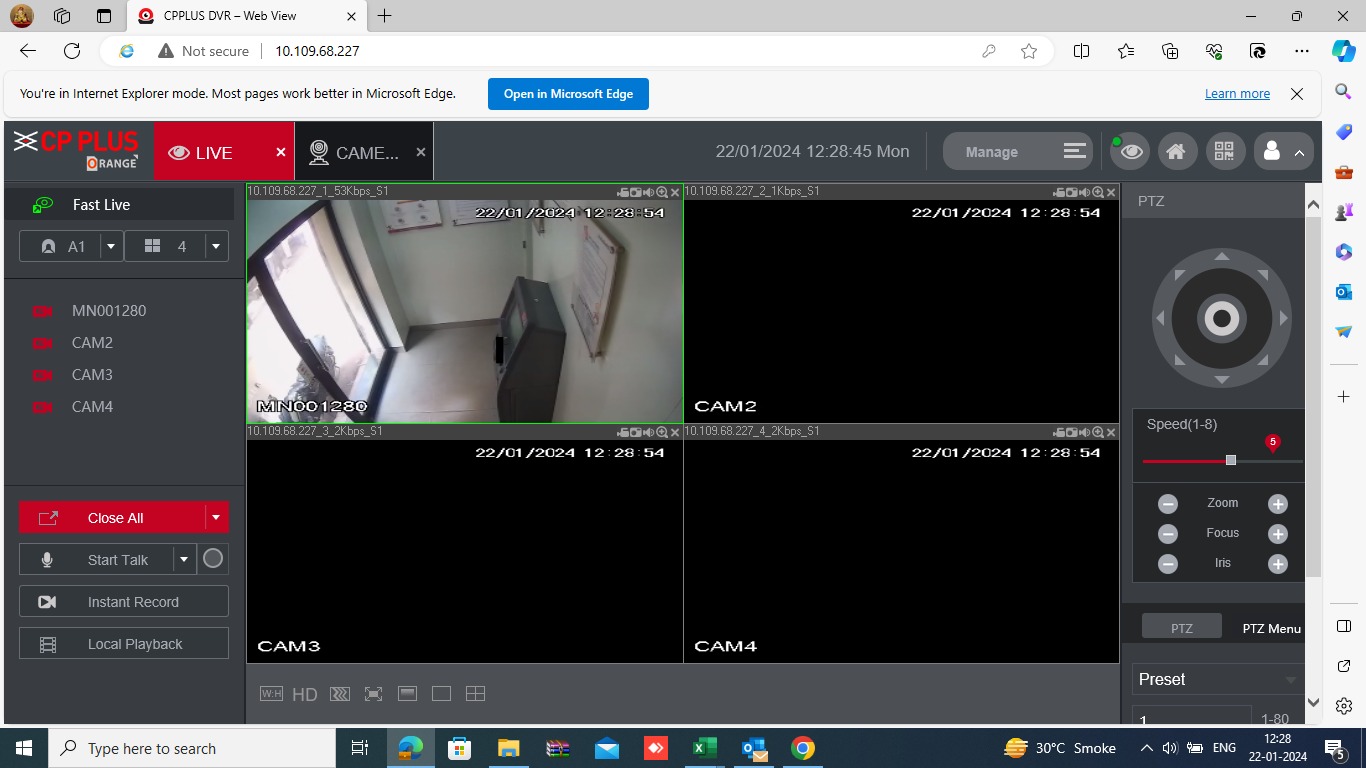 CPPLUS DVR – Web View
Not secure
10.109.68.227
You're in Internet Explorer mode. Most pages work better in Microsoft Edge.
Open in Microsoft Edge
Learn more
CP PLUS
ORANGE
LIVE
CAME...
22/01/2024 12:28:45 Mon
Manage
Fast Live
A1
4
MN001280
CAM2
CAM3
CAM4
Close All
Start Talk
Instant Record
Local Playback
10.109.68.227_1_53Kbps_S1
22/01/2024 12:28:54
MN001280
10.109.68.227_2_1Kbps_S1
22/01/2024 12:28:54
CAM2
10.109.68.227_3_2Kbps_S1
22/01/2024 12:28:54
CAM3
10.109.68.227_4_2Kbps_S1
22/01/2024 12:28:54
CAM4
W:H
HD
PTZ
Speed(1-8)
5
Zoom
Focus
Iris
PTZ
PTZ Menu
Preset
1
1-80
Type here to search
30°C Smoke
ENG
12:28
22-01-2024
5